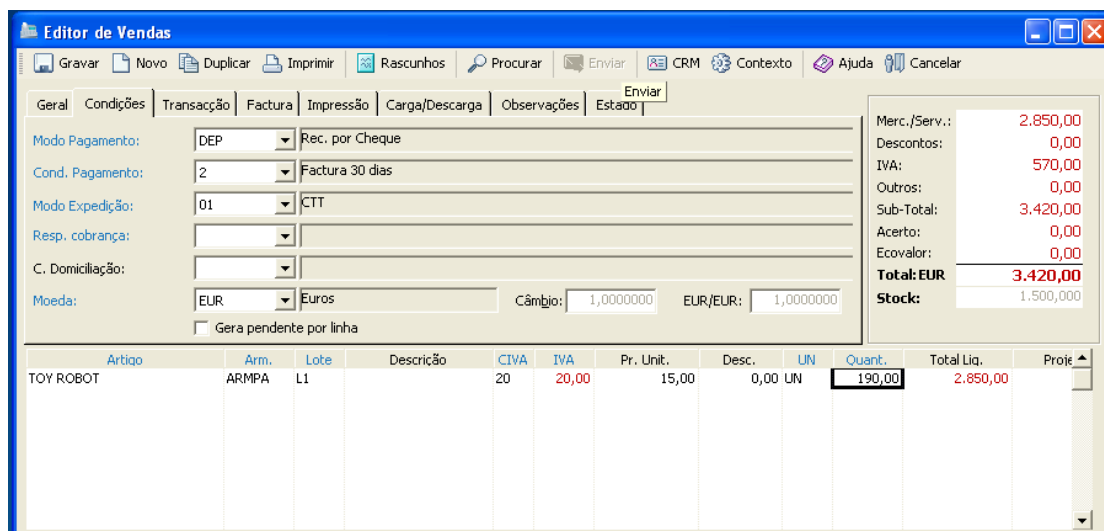 Editor de Vendas
Gravar Novo Duplicar Imprimir Rascunhos Procurar Enviar CRM Contexto Ajuda Cancelar
Enviar
Geral Condições Transacção Factura Impressão Carga/Descarga Observações Estado
Modo Pagamento: DEP Rec. por Cheque
Cond. Pagamento: 2 Factura 30 dias
Modo Expedição: 01 CTT
Resp. cobrança:
C. Domiciliação:
Moeda: EUR Euros Câmbio: 1,0000000 EUR/EUR: 1,0000000
Gera pendente por linha
Merc./Serv.: 2.850,00
Descontos: 0,00
IVA: 570,00
Outros: 0,00
Sub-Total: 3.420,00
Acerto: 0,00
Ecovalor: 0,00
Total:EUR 3.420,00
Stock: 1.500,000
Artigo Arm. Lote Descrição CIVA IVA Pr. Unit. Desc. UN Quant. Total Liq. Proje
TOY ROBOT ARMPA L1 20 20,00 15,00 0,00 UN 190,00 2.850,00